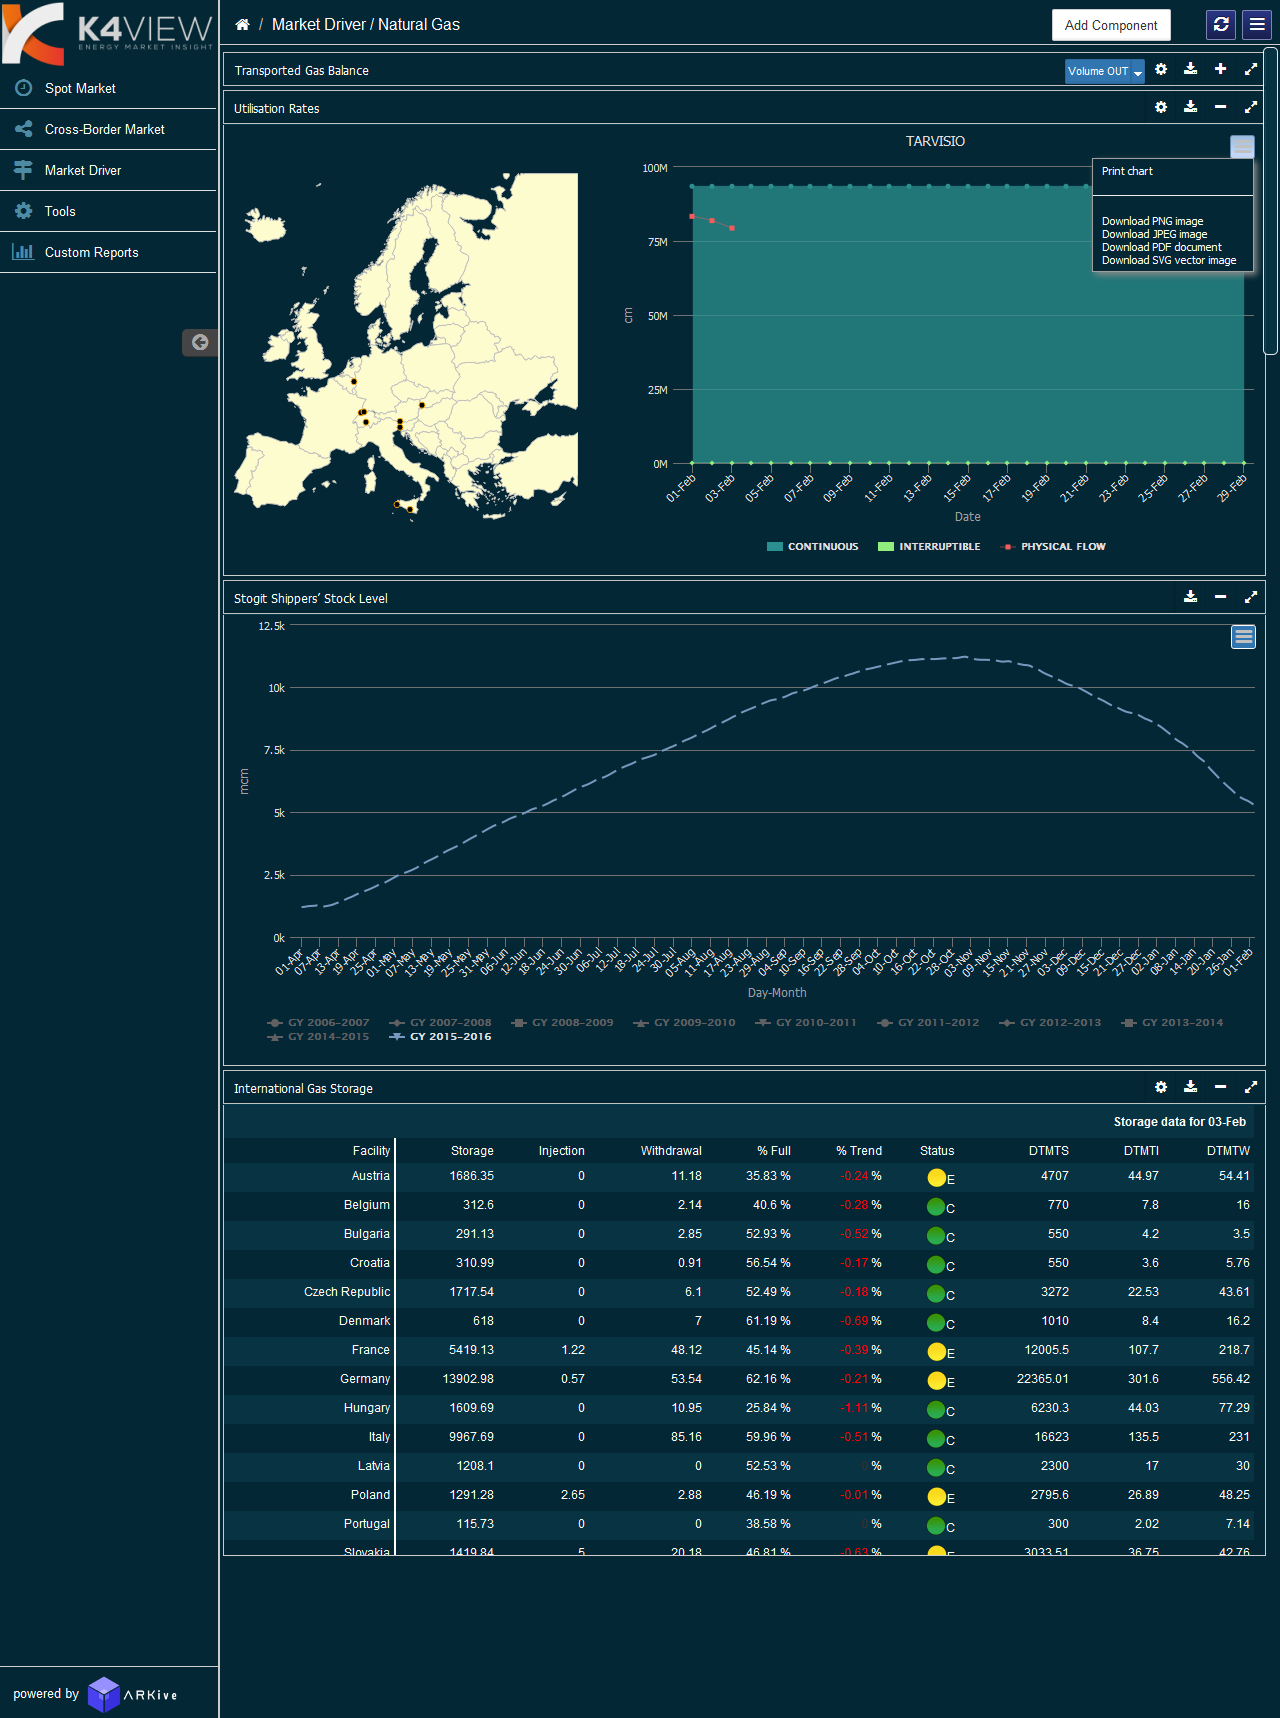 K4VIEW
ENERGY MARKET INSIGHT
Spot Market
Cross-Border Market
Market Driver
Tools
Custom Reports
powered by ARKive
/ Market Driver / Natural Gas
Add Component
Transported Gas Balance
Volume OUT
Utilisation Rates
TARVISIO
Print chart
Download PNG image
Download JPEG image
Download PDF document
Download SVG vector image
100M
75M
50M
25M
0M
cm
01-Feb 03-Feb 05-Feb 07-Feb 09-Feb 11-Feb 13-Feb 15-Feb 17-Feb 19-Feb 21-Feb 23-Feb 25-Feb 27-Feb 29-Feb
Date
CONTINUOUS INTERRUPTIBLE PHYSICAL FLOW
Stogit Shippers’ Stock Level
12.5k
10k
7.5k
5k
2.5k
0k
mcm
01-Apr 07-Apr 13-Apr 19-Apr 25-Apr 01-May 07-May 13-May 19-May 25-May 31-May 06-Jun 12-Jun 18-Jun 24-Jun 30-Jun 06-Jul 12-Jul 18-Jul 24-Jul 30-Jul 05-Aug 11-Aug 17-Aug 23-Aug 29-Aug 04-Sep 10-Sep 16-Sep 22-Sep 28-Sep 04-Oct 10-Oct 16-Oct 22-Oct 28-Oct 03-Nov 09-Nov 15-Nov 21-Nov 27-Nov 03-Dec 09-Dec 15-Dec 21-Dec 27-Dec 02-Jan 08-Jan 14-Jan 20-Jan 26-Jan 01-Feb
Day-Month
GY 2006-2007 GY 2007-2008 GY 2008-2009 GY 2009-2010 GY 2010-2011 GY 2011-2012 GY 2012-2013 GY 2013-2014
GY 2014-2015 GY 2015-2016
International Gas Storage
Storage data for 03-Feb
Facility Storage Injection Withdrawal % Full % Trend Status DTMTS DTMTI DTMTW
Austria 1686.35 0 11.18 35.83 % -0.24 % E 4707 44.97 54.41
Belgium 312.6 0 2.14 40.6 % -0.28 % C 770 7.8 16
Bulgaria 291.13 0 2.85 52.93 % -0.52 % C 550 4.2 3.5
Croatia 310.99 0 0.91 56.54 % -0.17 % C 550 3.6 5.76
Czech Republic 1717.54 0 6.1 52.49 % -0.18 % C 3272 22.53 43.61
Denmark 618 0 7 61.19 % -0.69 % C 1010 8.4 16.2
France 5419.13 1.22 48.12 45.14 % -0.39 % E 12005.5 107.7 218.7
Germany 13902.98 0.57 53.54 62.16 % -0.21 % E 22365.01 301.6 556.42
Hungary 1609.69 0 10.95 25.84 % -1.11 % C 6230.3 44.03 77.29
Italy 9967.69 0 85.16 59.96 % -0.51 % C 16623 135.5 231
Latvia 1208.1 0 0 52.53 % 0 % C 2300 17 30
Poland 1291.28 2.65 2.88 46.19 % -0.01 % E 2795.6 26.89 48.25
Portugal 115.73 0 0 38.58 % 0 % C 300 2.02 7.14
Slovakia 1419.84 5 20.18 46.81 % -0.63 % E 3033.51 36.75 42.76